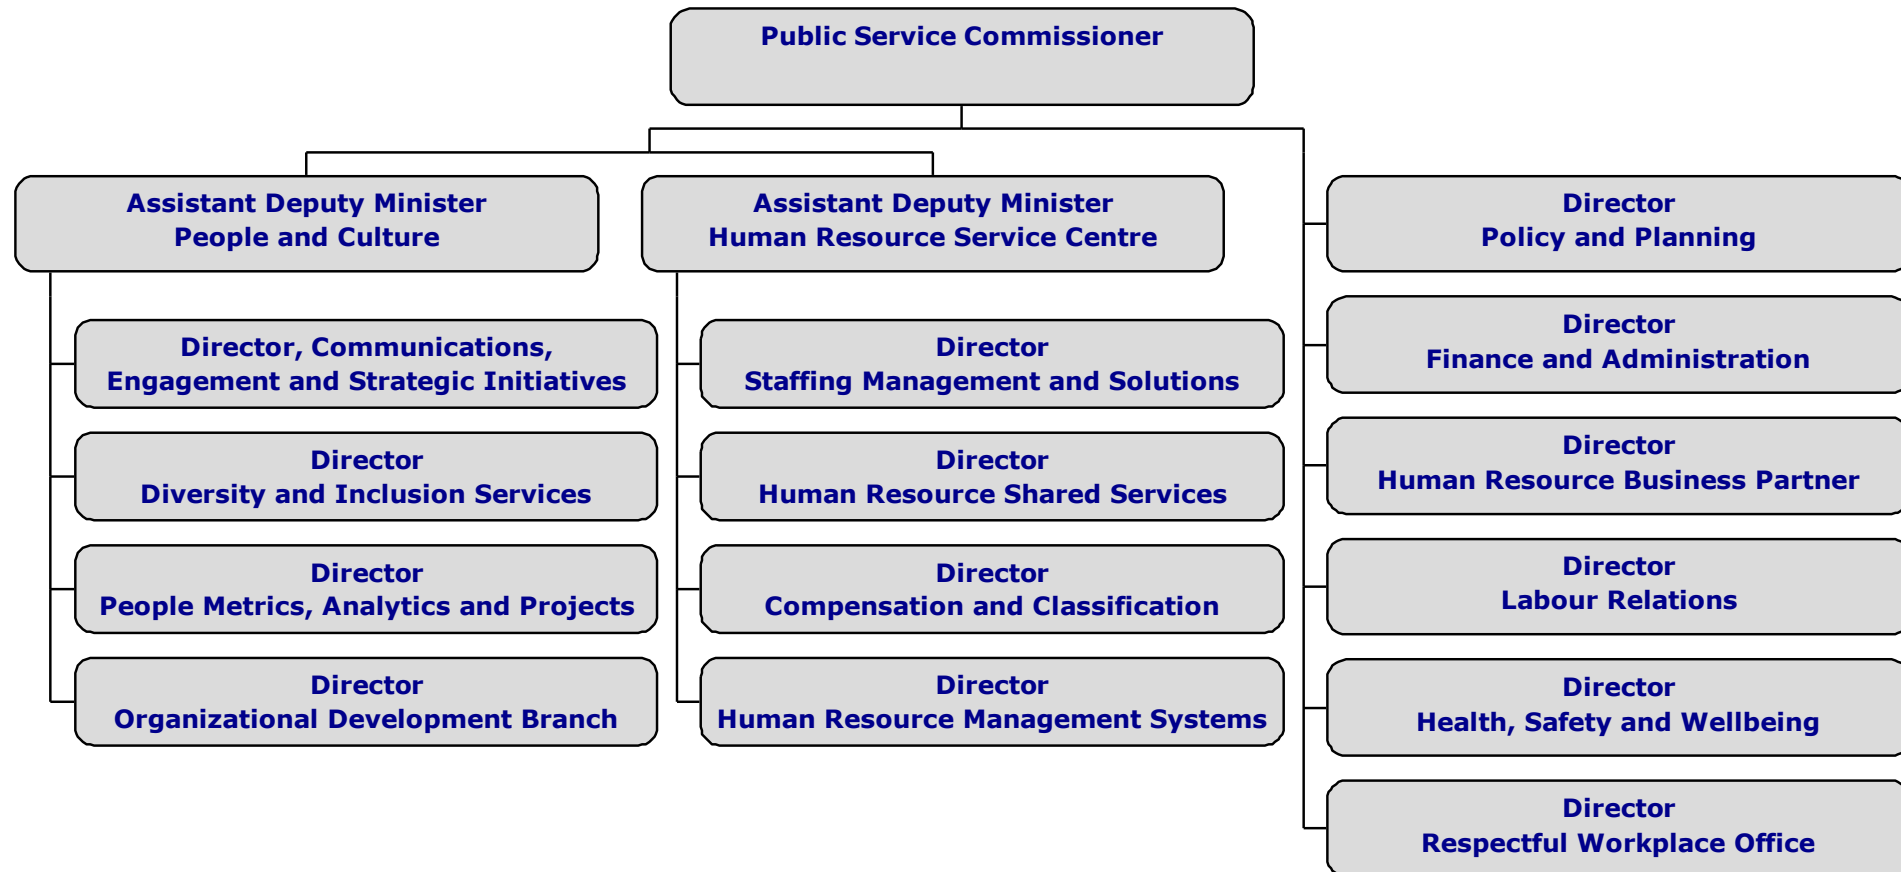 Public Service Commissioner
Assistant Deputy Minister
People and Culture
Director, Communications,
Engagement and Strategic Initiatives
Director
Diversity and Inclusion Services
Director
People Metrics, Analytics and Projects
Director
Organizational Development Branch
Assistant Deputy Minister
Human Resource Service Centre
Director
Staffing Management and Solutions
Director
Human Resource Shared Services
Director
Compensation and Classification
Director
Human Resource Management Systems
Director
Policy and Planning
Director
Finance and Administration
Director
Human Resource Business Partner
Director
Labour Relations
Director
Health, Safety and Wellbeing
Director
Respectful Workplace Office